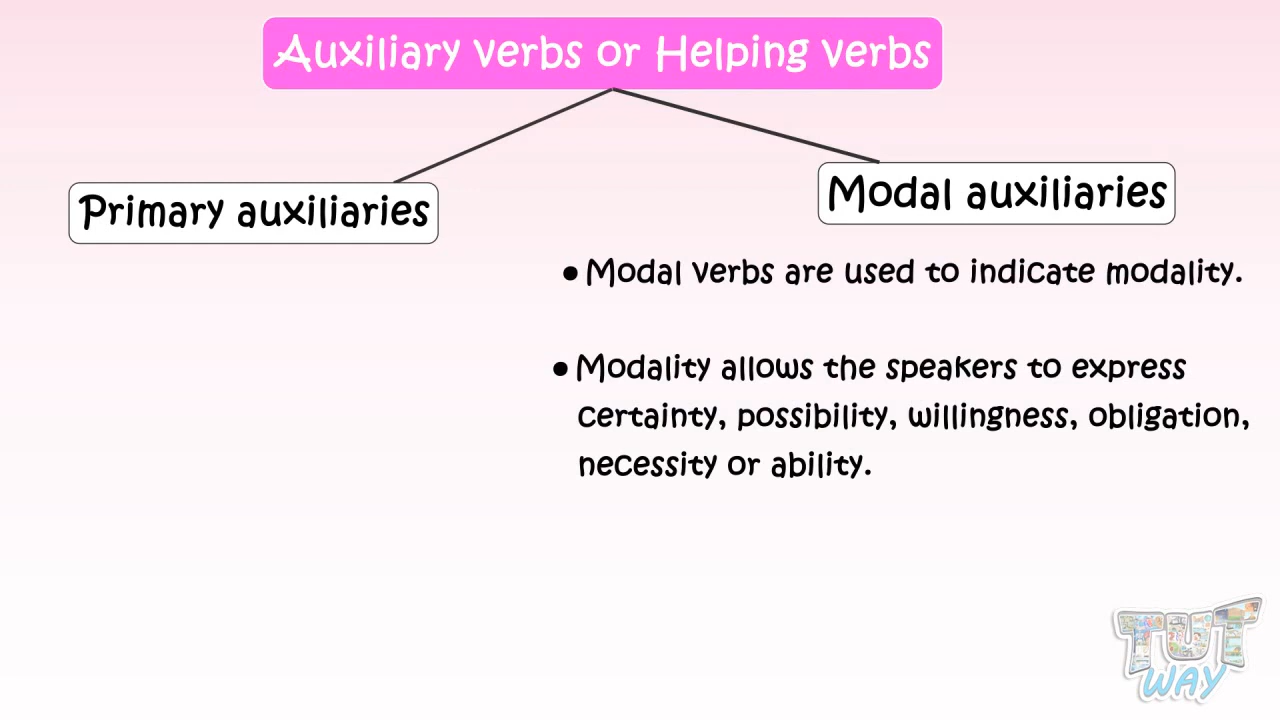 Auxiliary verbs or Helping verbs
Primary auxiliaries
Modal auxiliaries
• Modal verbs are used to indicate modality.
• Modality allows the speakers to express
certainty, possibility, willingness, obligation,
necessity or ability.
TUT
WAY